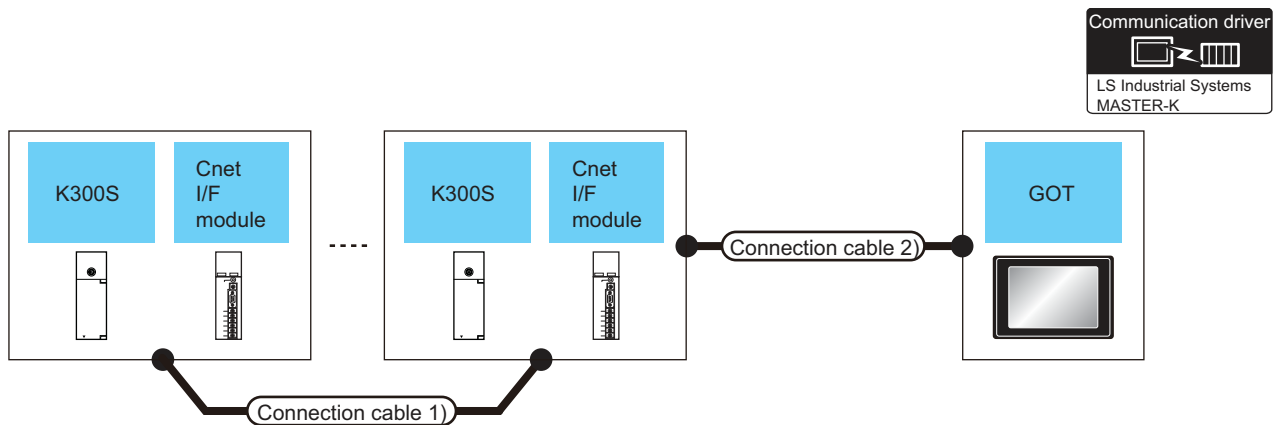 Communication driver
LS Industrial Systems
MASTER-K
K300S
Cnet
I/F
module
K300S
Cnet
I/F
module
GOT
Connection cable 2)
Connection cable 1)